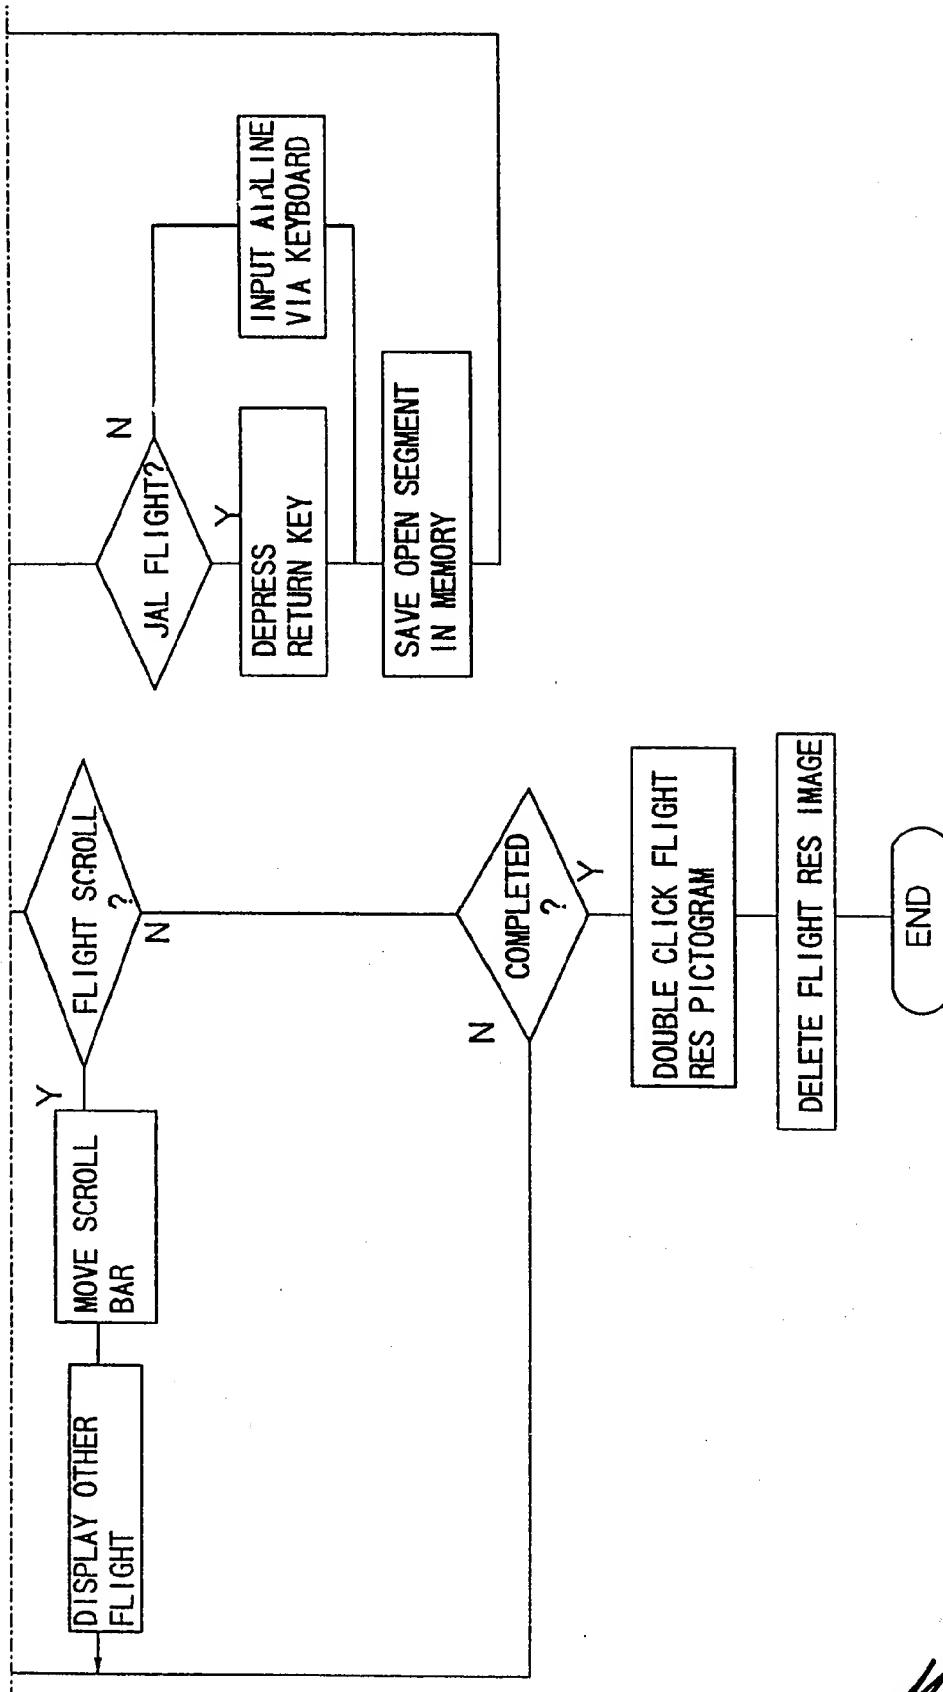 FLIGHT SCROLL
?
Y
N
MOVE SCROLL
BAR
DISPLAY OTHER
FLIGHT
COMPLETED
?
N
Y
DOUBLE CLICK FLIGHT
RES PICTOGRAM
DELETE FLIGHT RES IMAGE
END
JAL FLIGHT?
N
Y
DEPRESS
RETURN KEY
INPUT AIRLINE
VIA KEYBOARD
SAVE OPEN SEGMENT
IN MEMORY